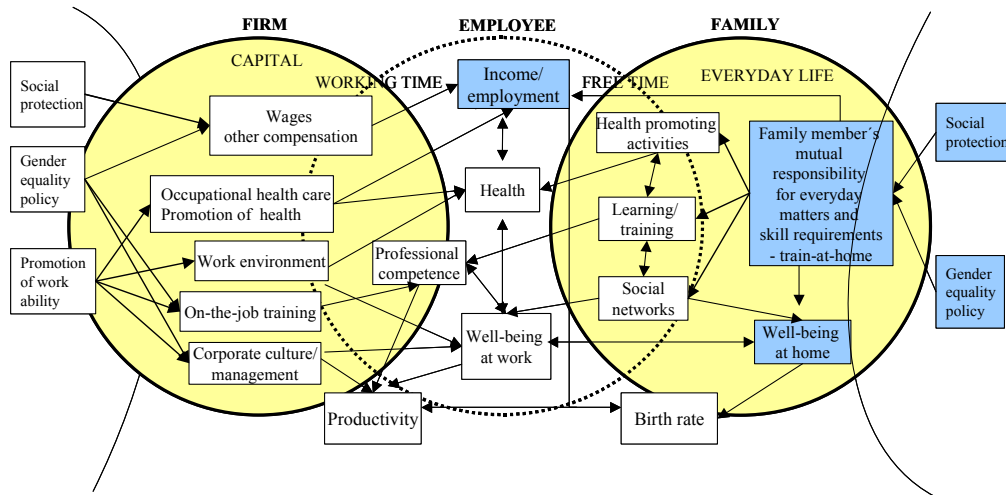 FIRM
EMPLOYEE
FAMILY
CAPITAL
WORKING TIME
FREE TIME
EVERYDAY LIFE
Social
protection
Gender
equality
policy
Promotion
of work
ability
Wages
other compensation
Occupational health care
Promotion of health
Work environment
On-the-job training
Corporate culture/
management
Productivity
Income/
employment
Health
Professional
competence
Well-being
at work
Health promoting
activities
Learning/
training
Social
networks
Birth rate
Family member´s
mutual
responsibility
for everyday
matters and
skill requirements
- train-at-home
Well-being
at home
Social
protection
Gender
equality
policy